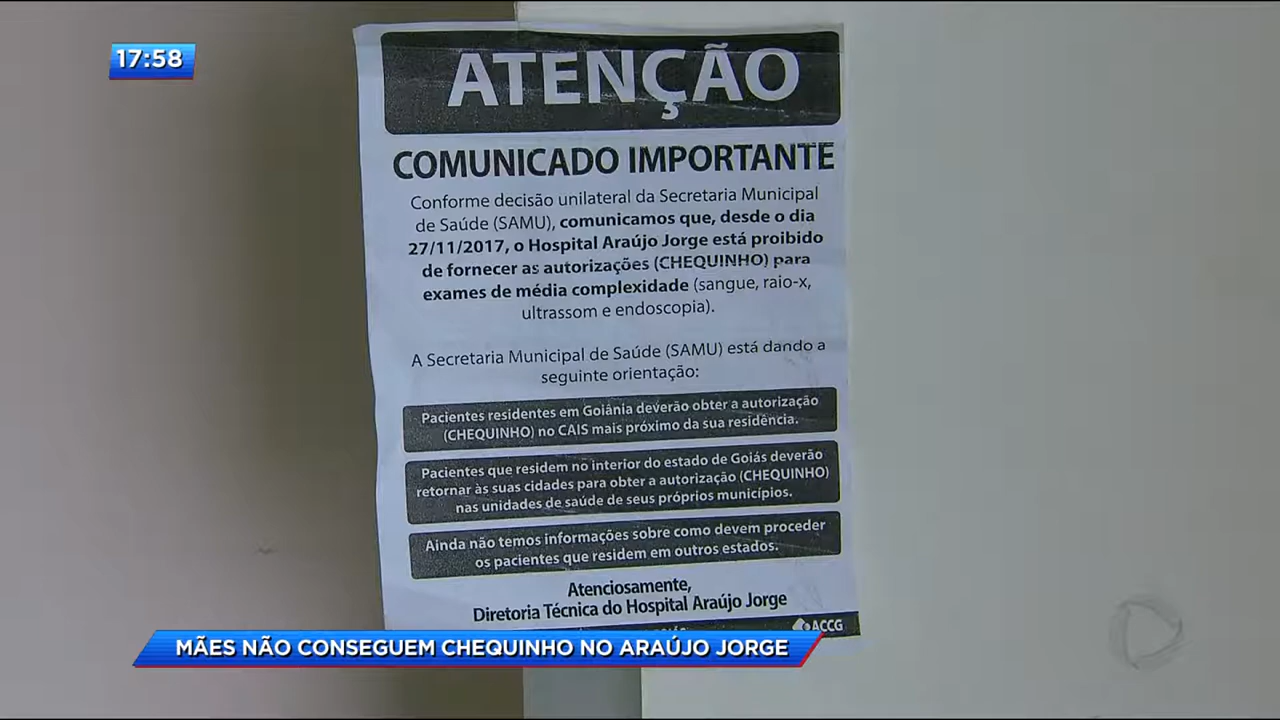 17:58
ATENÇÃO
COMUNICADO IMPORTANTE
Conforme decisão unilateral da Secretaria Municipal
de Saúde (SAMU), comunicamos que, desde o dia
27/11/2017, o Hospital Araújo Jorge está proibido
de fornecer as autorizações (CHEQUINHO) para
exames de média complexidade (sangue, raio-x,
ultrassom e endoscopia).
A Secretaria Municipal de Saúde (SAMU) está dando a
seguinte orientação:
Pacientes residentes em Goiânia deverão obter a autorização
(CHEQUINHO) no CAIS mais próximo da sua residência.
Pacientes que residem no interior do estado de Goiás deverão
retornar às suas cidades para obter a autorização (CHEQUINHO)
nas unidades de saúde de seus próprios municípios.
Ainda não temos informações sobre como devem proceder
os pacientes que residem em outros estados.
Atenciosamente,
Diretoria Técnica do Hospital Araújo Jorge
ACCG
MÃES NÃO CONSEGUEM CHEQUINHO NO ARAÚJO JORGE